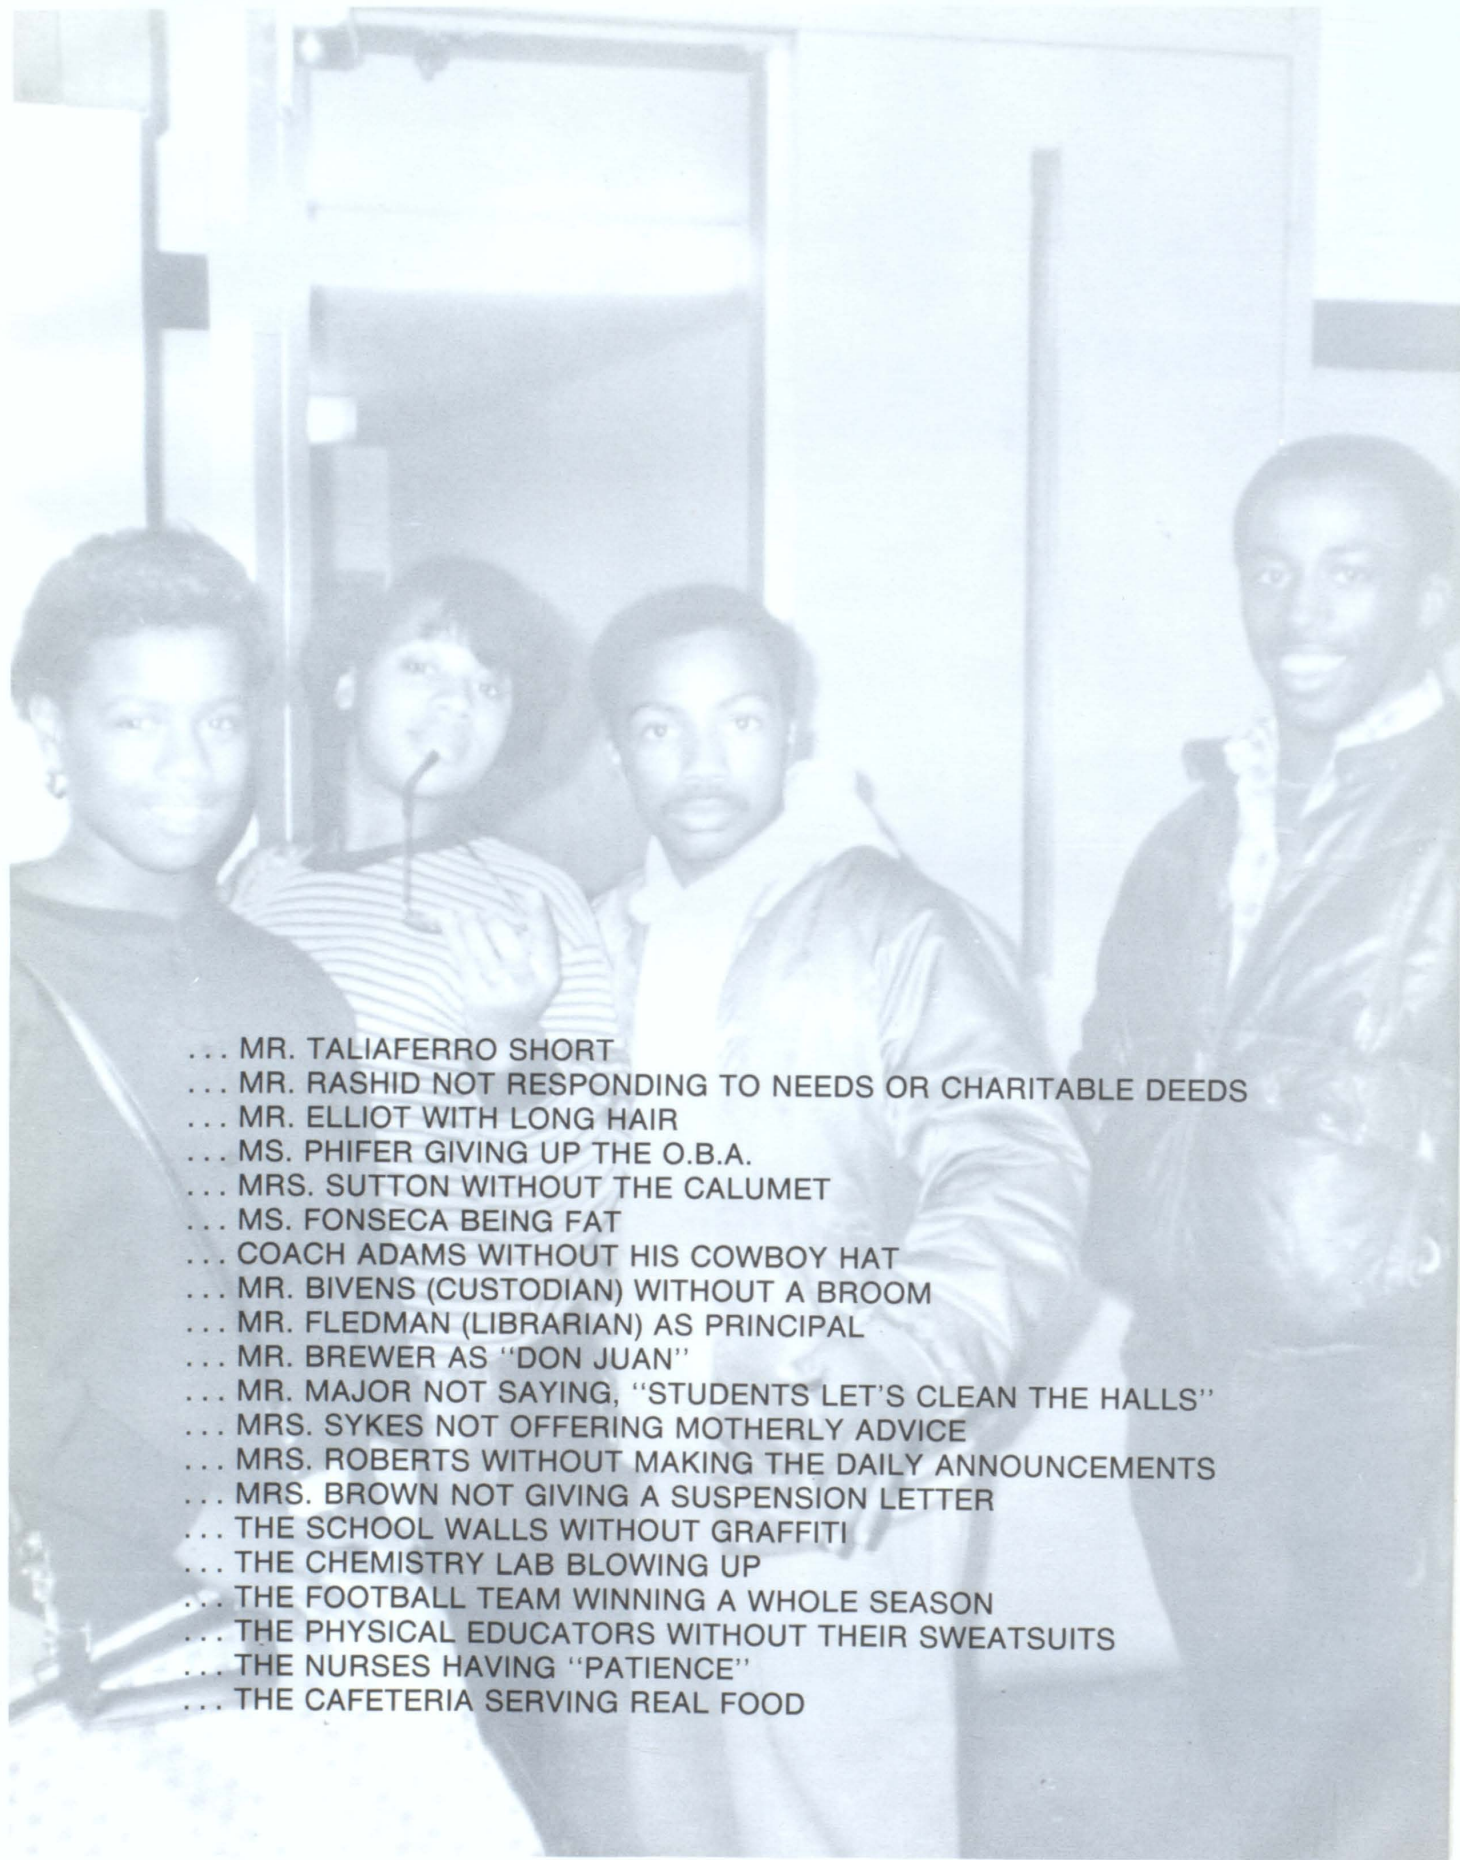 ... MR. TALIAFERRO SHORT
... MR. RASHID NOT RESPONDING TO NEEDS OR CHARITABLE DEEDS
... MR. ELLIOT WITH LONG HAIR
... MS. PHIFER GIVING UP THE O.B.A.
... MRS. SUTTON WITHOUT THE CALUMET
... MS. FONSECA BEING FAT
... COACH ADAMS WITHOUT HIS COWBOY HAT
... MR. BIVENS (CUSTODIAN) WITHOUT A BROOM
... MR. FLEDMAN (LIBRARIAN) AS PRINCIPAL
... MR. BREWER AS "DON JUAN"
... MR. MAJOR NOT SAYING, "STUDENTS LET'S CLEAN THE HALLS"
... MRS. SYKES NOT OFFERING MOTHERLY ADVICE
... MRS. ROBERTS WITHOUT MAKING THE DAILY ANNOUNCEMENTS
... MRS. BROWN NOT GIVING A SUSPENSION LETTER
... THE SCHOOL WALLS WITHOUT GRAFFITI
... THE CHEMISTRY LAB BLOWING UP
... THE FOOTBALL TEAM WINNING A WHOLE SEASON
... THE PHYSICAL EDUCATORS WITHOUT THEIR SWEATSUITS
... THE NURSES HAVING "PATIENCE"
... THE CAFETERIA SERVING REAL FOOD